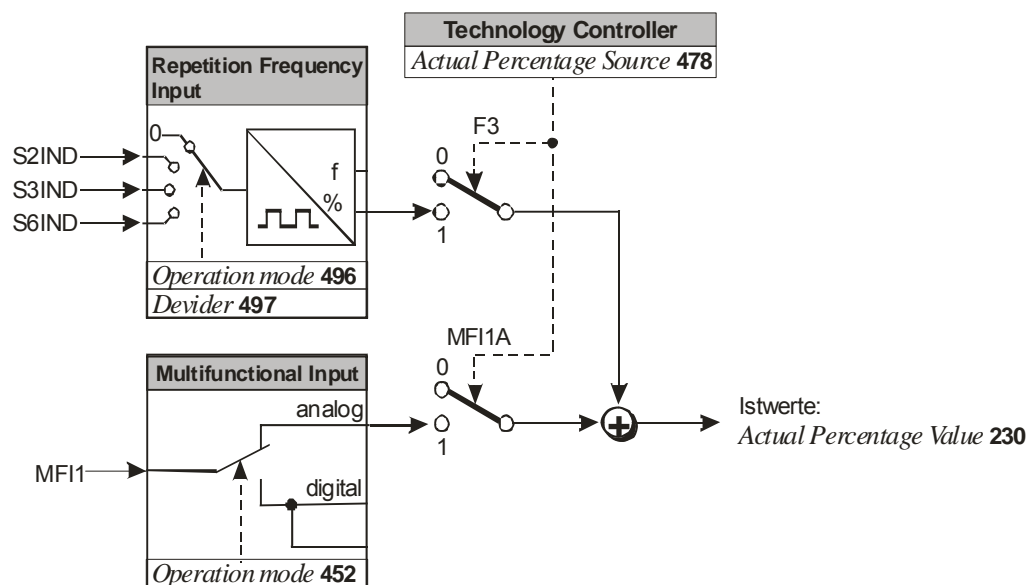 Technology Controller
Actual Percentage Source 478
Repetition Frequency
Input
0
S2IND
S3IND
S6IND
f
%
Operation mode 496
Devider 497
F3
0
1
Multifunctional Input
analog
MFI1
digital
Operation mode 452
MFI1A
0
1
+
Istwerte:
Actual Percentage Value 230